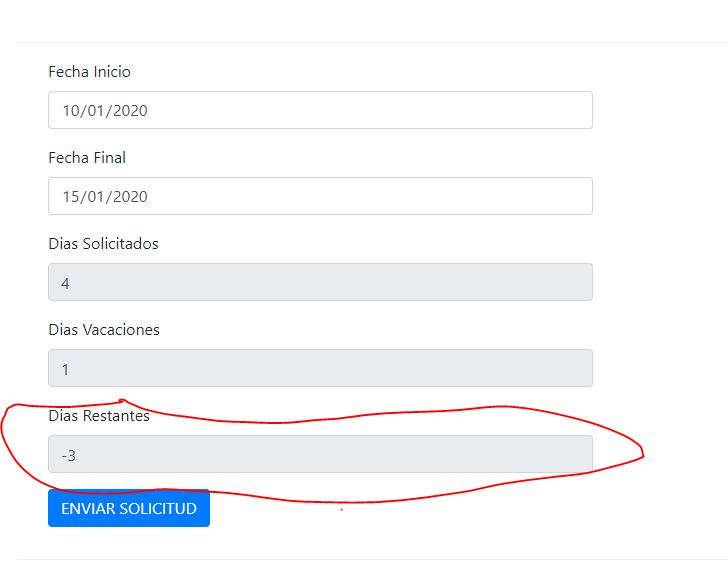 Fecha Inicio
10/01/2020
Fecha Final
15/01/2020
Dias Solicitados
4
Dias Vacaciones
1
Dias Restantes
-3
ENVIAR SOLICITUD